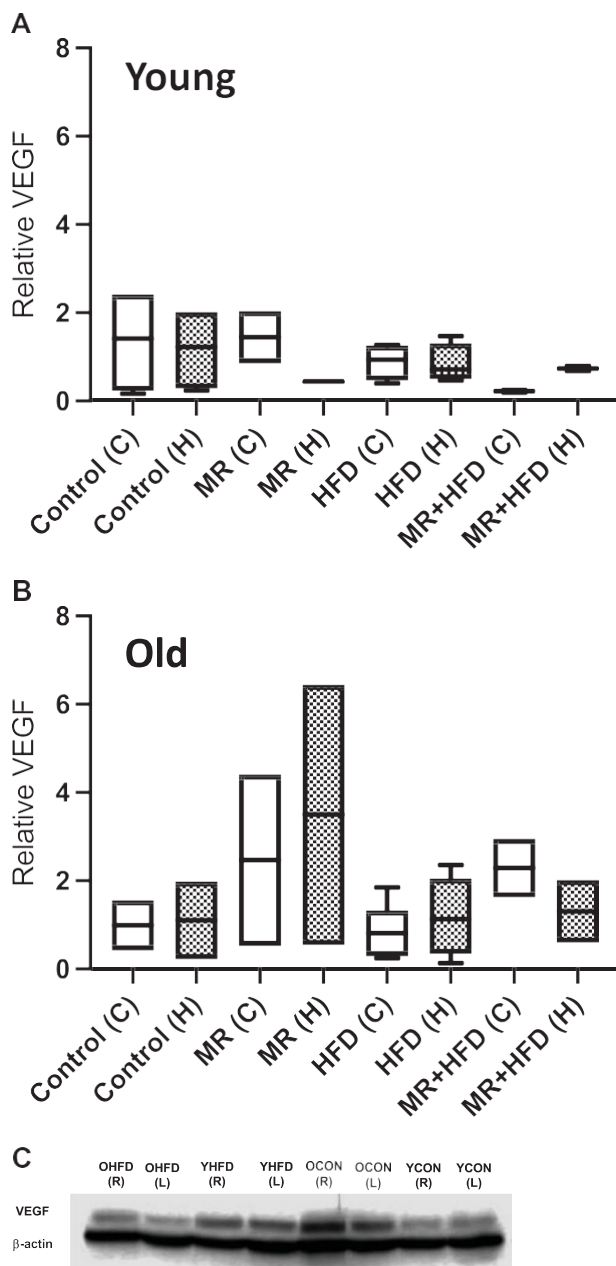 A
Young
Relative VEGF
8
6
4
2
0
Control (C)
Control (H)
MR (C)
MR (H)
HFD (C)
HFD (H)
MR+HFD (C)
MR+HFD (H)
B
Old
Relative VEGF
8
6
4
2
0
Control (C)
Control (H)
MR (C)
MR (H)
HFD (C)
HFD (H)
MR+HFD (C)
MR+HFD (H)
C
OHFD OHFD YHFD YHFD OCON OCON YCON YCON
(R) (L) (R) (L) (R) (L) (R) (L)
VEGF
β-actin